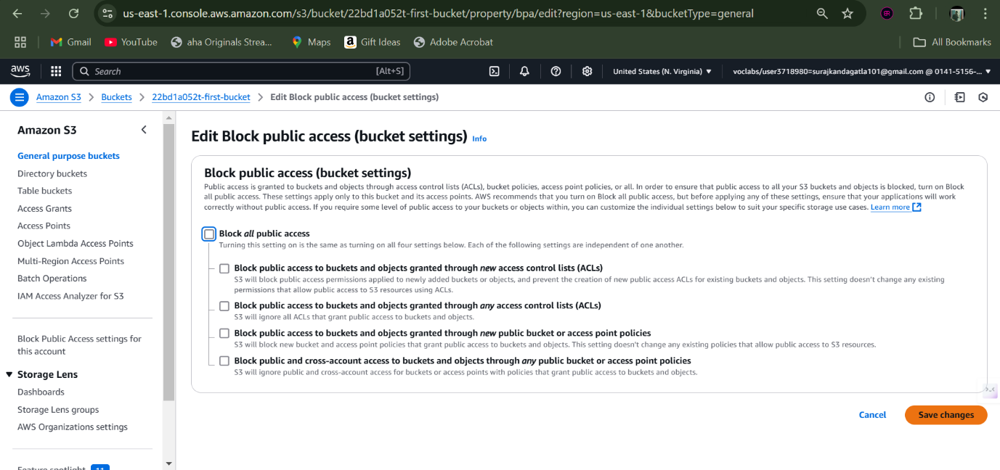 us-east-1.console.aws.amazon.com/s3/bucket/22bd1a052t-first-bucket/property/bpa/edit?region=us-east-1&bucketType=general
Gmail
YouTube
aha Originals Strea...
Maps
Gift Ideas
Adobe Acrobat
All Bookmarks
aws
Search
[Alt+S]
United States (N. Virginia)
voclabs/user3718980=surajkandagatla101@gmail.com @ 0141-5156-...
Amazon S3
Buckets
22bd1a052t-first-bucket
Edit Block public access (bucket settings)
Amazon S3
General purpose buckets
Directory buckets
Table buckets
Access Grants
Access Points
Object Lambda Access Points
Multi-Region Access Points
Batch Operations
IAM Access Analyzer for S3
Block Public Access settings for
this account
Storage Lens
Dashboards
Storage Lens groups
AWS Organizations settings
Feature spotlight 11
Edit Block public access (bucket settings) Info
Block public access (bucket settings)
Public access is granted to buckets and objects through access control lists (ACLs), bucket policies, access point policies, or all. In order to ensure that public access to all your S3 buckets and objects is blocked, turn on Block
all public access. These settings apply only to this bucket and its access points. AWS recommends that you turn on Block all public access, but before applying any of these settings, ensure that your applications will work
correctly without public access. If you require some level of public access to your buckets or objects within, you can customize the individual settings below to suit your specific storage use cases. Learn more
Block all public access
Turning this setting on is the same as turning on all four settings below. Each of the following settings are independent of one another.
Block public access to buckets and objects granted through new access control lists (ACLs)
S3 will block public access permissions applied to newly added buckets or objects, and prevent the creation of new public access ACLs for existing buckets and objects. This setting doesn't change any existing
permissions that allow public access to S3 resources using ACLs.
Block public access to buckets and objects granted through any access control lists (ACLs)
S3 will ignore all ACLs that grant public access to buckets and objects.
Block public access to buckets and objects granted through new public bucket or access point policies
S3 will block new bucket and access point policies that grant public access to buckets and objects. This setting doesn't change any existing policies that allow public access to S3 resources.
Block public and cross-account access to buckets and objects through any public bucket or access point policies
S3 will ignore public and cross-account access for buckets or access points with policies that grant public access to buckets and objects.
Cancel
Save changes